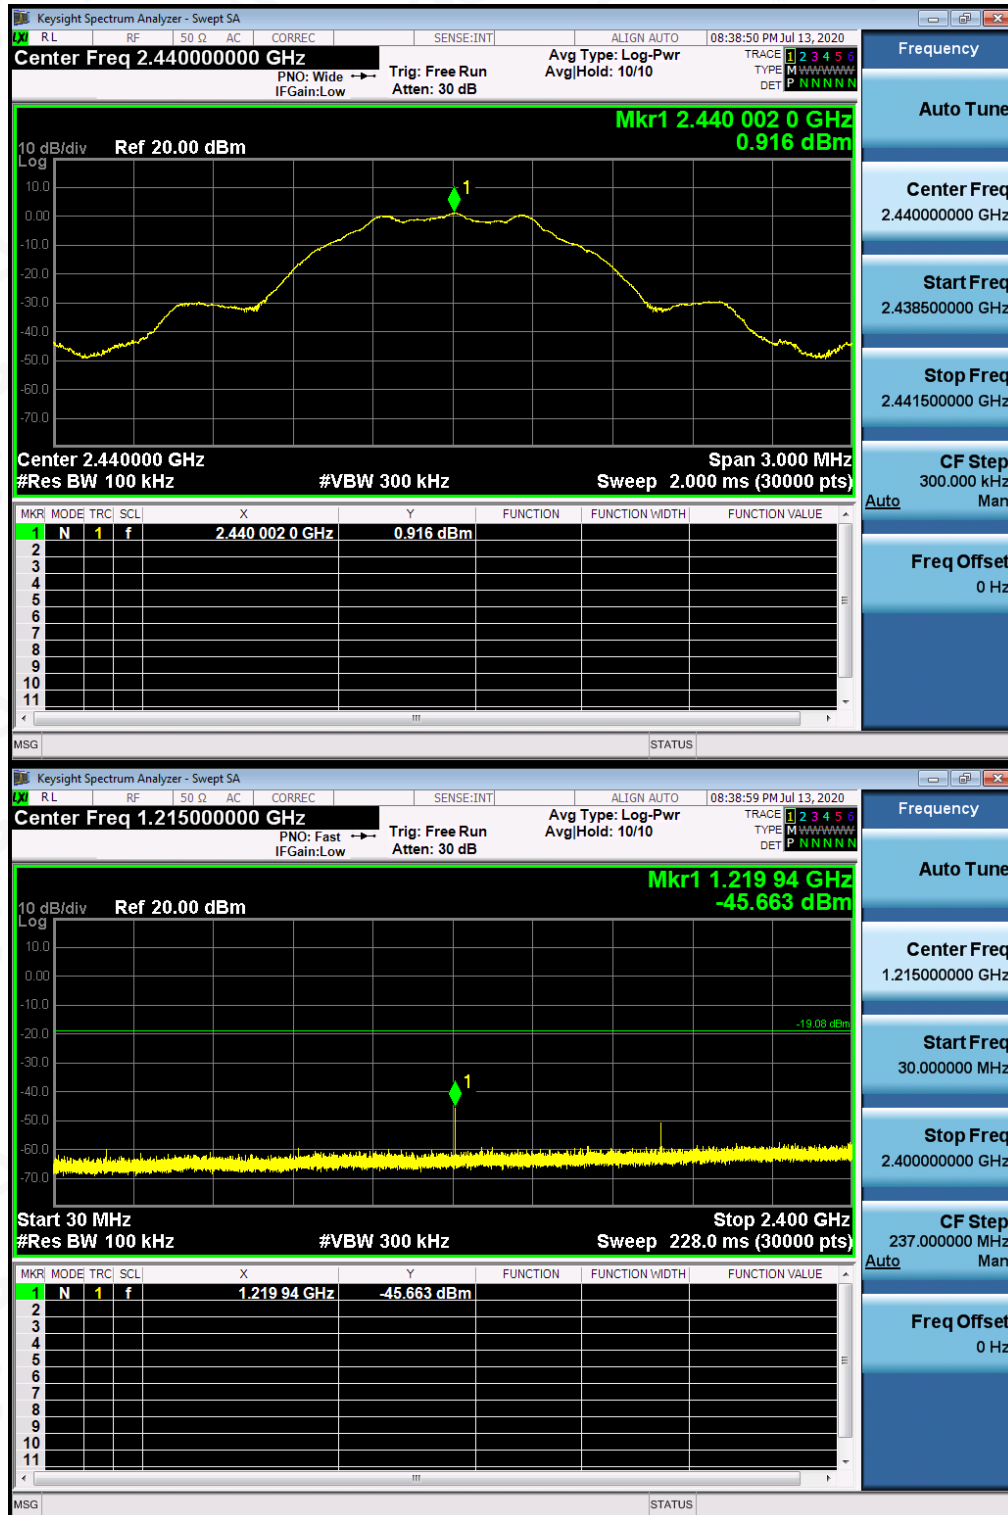 Keysight Spectrum Analyzer - Swept SA
LXI RL RF 50 Ω AC CORREC SENSE:INT ALIGN AUTO 08:38:50 PM Jul 13, 2020
Center Freq 2.440000000 GHz Avg Type: Log-Pwr TRACE 1 2 3 4 5 6
PNO: Wide Trig: Free Run Avg|Hold: 10/10 TYPE M WWWWW
IFGain:Low Atten: 30 dB DET P N N N N N
Mkr1 2.440 002 0 GHz
0.916 dBm
10 dB/div Ref 20.00 dBm
Log
10.0
0.00
-10.0
-20.0
-30.0
-40.0
-50.0
-60.0
-70.0
1
Center 2.440000 GHz Span 3.000 MHz
#Res BW 100 kHz #VBW 300 kHz Sweep 2.000 ms (30000 pts)
MKR MODE TRC SCL X Y FUNCTION FUNCTION WIDTH FUNCTION VALUE
1 N 1 f 2.440 002 0 GHz 0.916 dBm
2
3
4
5
6
7
8
9
10
11
MSG STATUS
Frequency
Auto Tune
Center Freq
2.440000000 GHz
Start Freq
2.438500000 GHz
Stop Freq
2.441500000 GHz
CF Step
300.000 kHz
Auto Man
Freq Offset
0 Hz
Keysight Spectrum Analyzer - Swept SA
LXI RL RF 50 Ω AC CORREC SENSE:INT ALIGN AUTO 08:38:59 PM Jul 13, 2020
Center Freq 1.215000000 GHz Avg Type: Log-Pwr TRACE 1 2 3 4 5 6
PNO: Fast Trig: Free Run Avg|Hold: 10/10 TYPE M WWWWW
IFGain:Low Atten: 30 dB DET P N N N N N
Mkr1 1.219 94 GHz
-45.663 dBm
10 dB/div Ref 20.00 dBm
Log
10.0
0.00
-10.0
-20.0
-30.0
-40.0
-50.0
-60.0
-70.0
-19.08 dBm
1
Start 30 MHz Stop 2.400 GHz
#Res BW 100 kHz #VBW 300 kHz Sweep 228.0 ms (30000 pts)
MKR MODE TRC SCL X Y FUNCTION FUNCTION WIDTH FUNCTION VALUE
1 N 1 f 1.219 94 GHz -45.663 dBm
2
3
4
5
6
7
8
9
10
11
MSG STATUS
Frequency
Auto Tune
Center Freq
1.215000000 GHz
Start Freq
30.000000 MHz
Stop Freq
2.400000000 GHz
CF Step
237.000000 MHz
Auto Man
Freq Offset
0 Hz